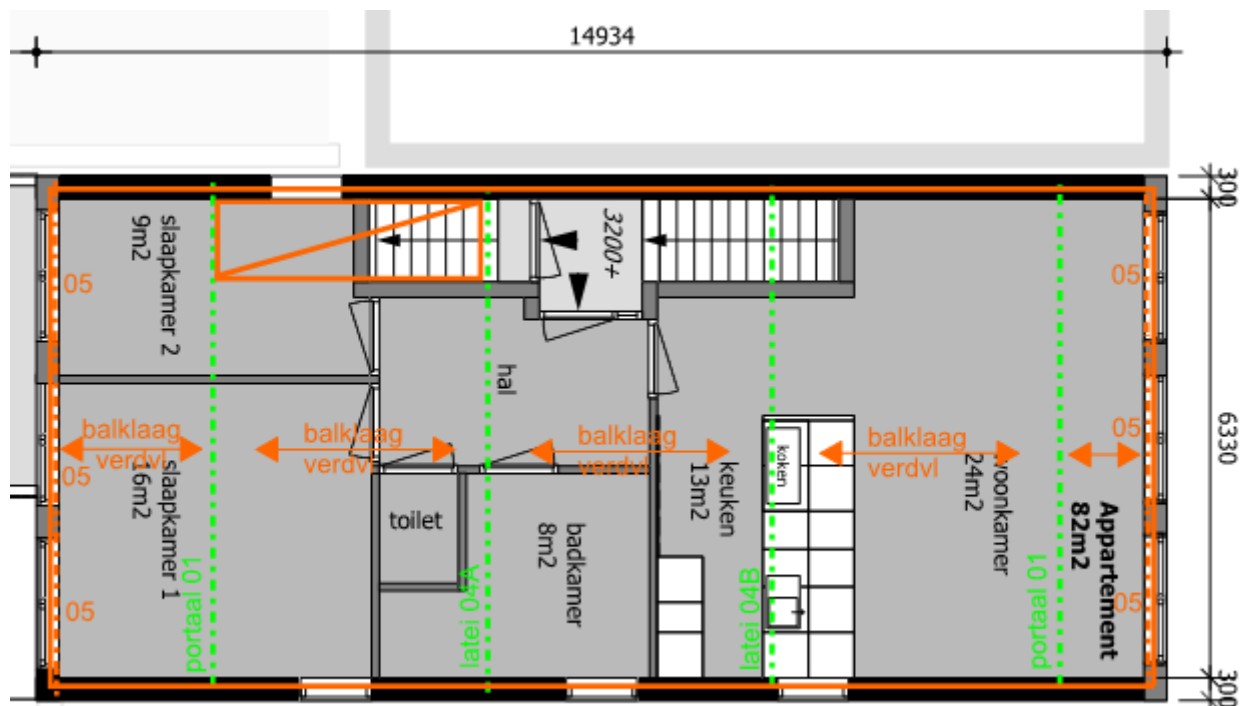 14934
300
6330
300
3200+
slaapkamer 2
9m2
05
05
05
05
05
05
hal
balklaag
verdvl
balklaag
verdvl
balklaag
verdvl
balklaag
verdvl
slaapkamer 1
16m2
toilet
badkamer
8m2
keuken
13m2
koken
woonkamer
24m2
Appartement
82m2
portaal 01
latei 04A
latei 04B
portaal 01